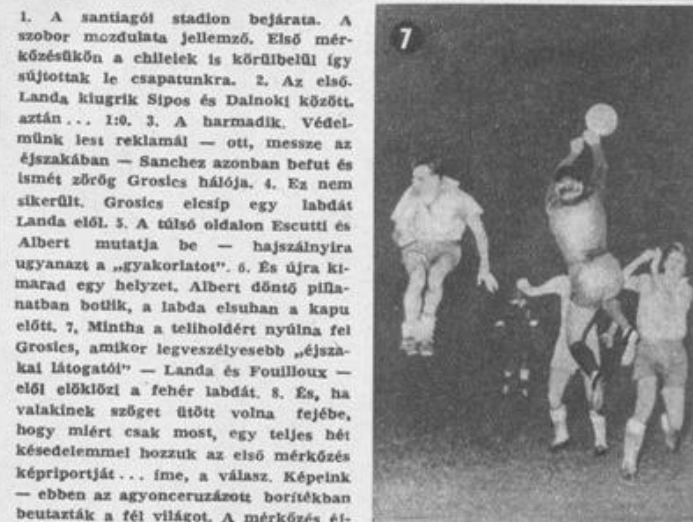 1. A santiagói stadion bejárata. A
szobor mozdulata jellemző. Első mér-
kőzésükön a chileiek is körülbelül így
sújtottak le csapatunkra. 2. Az első.
Landa kiugrik Sipos és Dalnoki között.
aztán... 1:0. 3. A harmadik. Védel-
münk lest reklamál — ott, messze az
éjszakában — Sanchez azonban befut és
ismét zörög Grosics hálója. 4. Ez nem
sikerült. Grosics elcsíp egy labdát
Landa elől. 5. A túlsó oldalon Escutti és
Albert mutatja be — hajszálnyira
ugyanazt a „gyakorlatot”. 6. És újra ki-
marad egy helyzet. Albert döntő pilla-
natban botlik, a labda elsuhan a kapu
előtt. 7. Mintha a teliholdért nyúlna fel
Grosics, amikor legveszélyesebb „éjsza-
kai látogatói” — Landa és Fouilloux —
elől elöklözi a fehér labdát. 8. És, ha
valakinek szöget ütött volna fejébe,
hogy miért csak most, egy teljes hét
késedelemmel hozzuk az első mérkőzés
képriportját... íme, a válasz. Képeink
— ebben az agyonceruzázott borítékban
beutazták a fél világot. A mérkőzés éj-
7